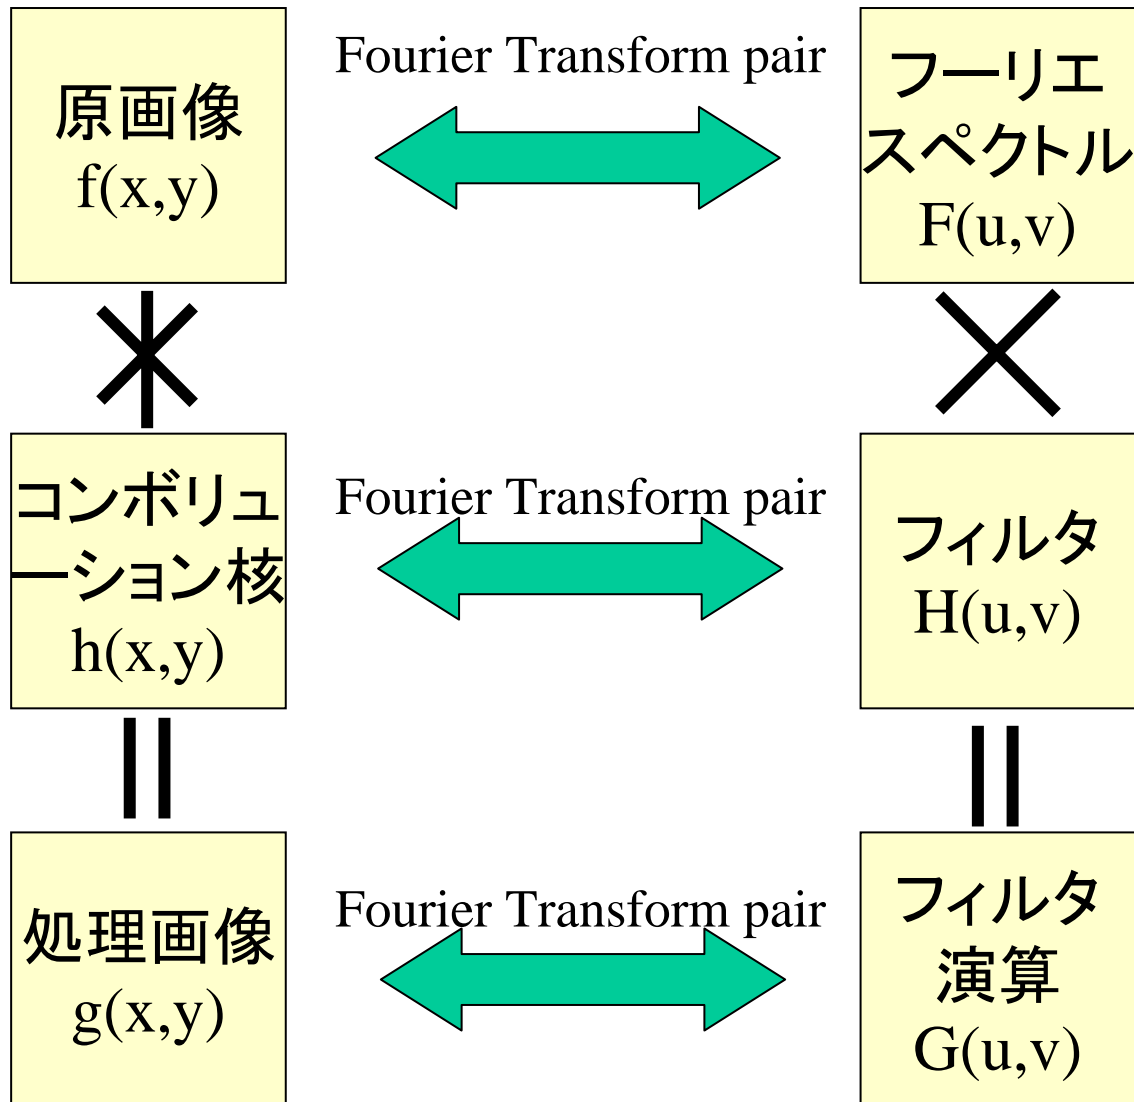 原画像
f(x,y)
Fourier Transform pair
フーリエ
スペクトル
F(u,v)
コンボリュ
ーション核
h(x,y)
Fourier Transform pair
フィルタ
H(u,v)
処理画像
g(x,y)
Fourier Transform pair
フィルタ
演算
G(u,v)